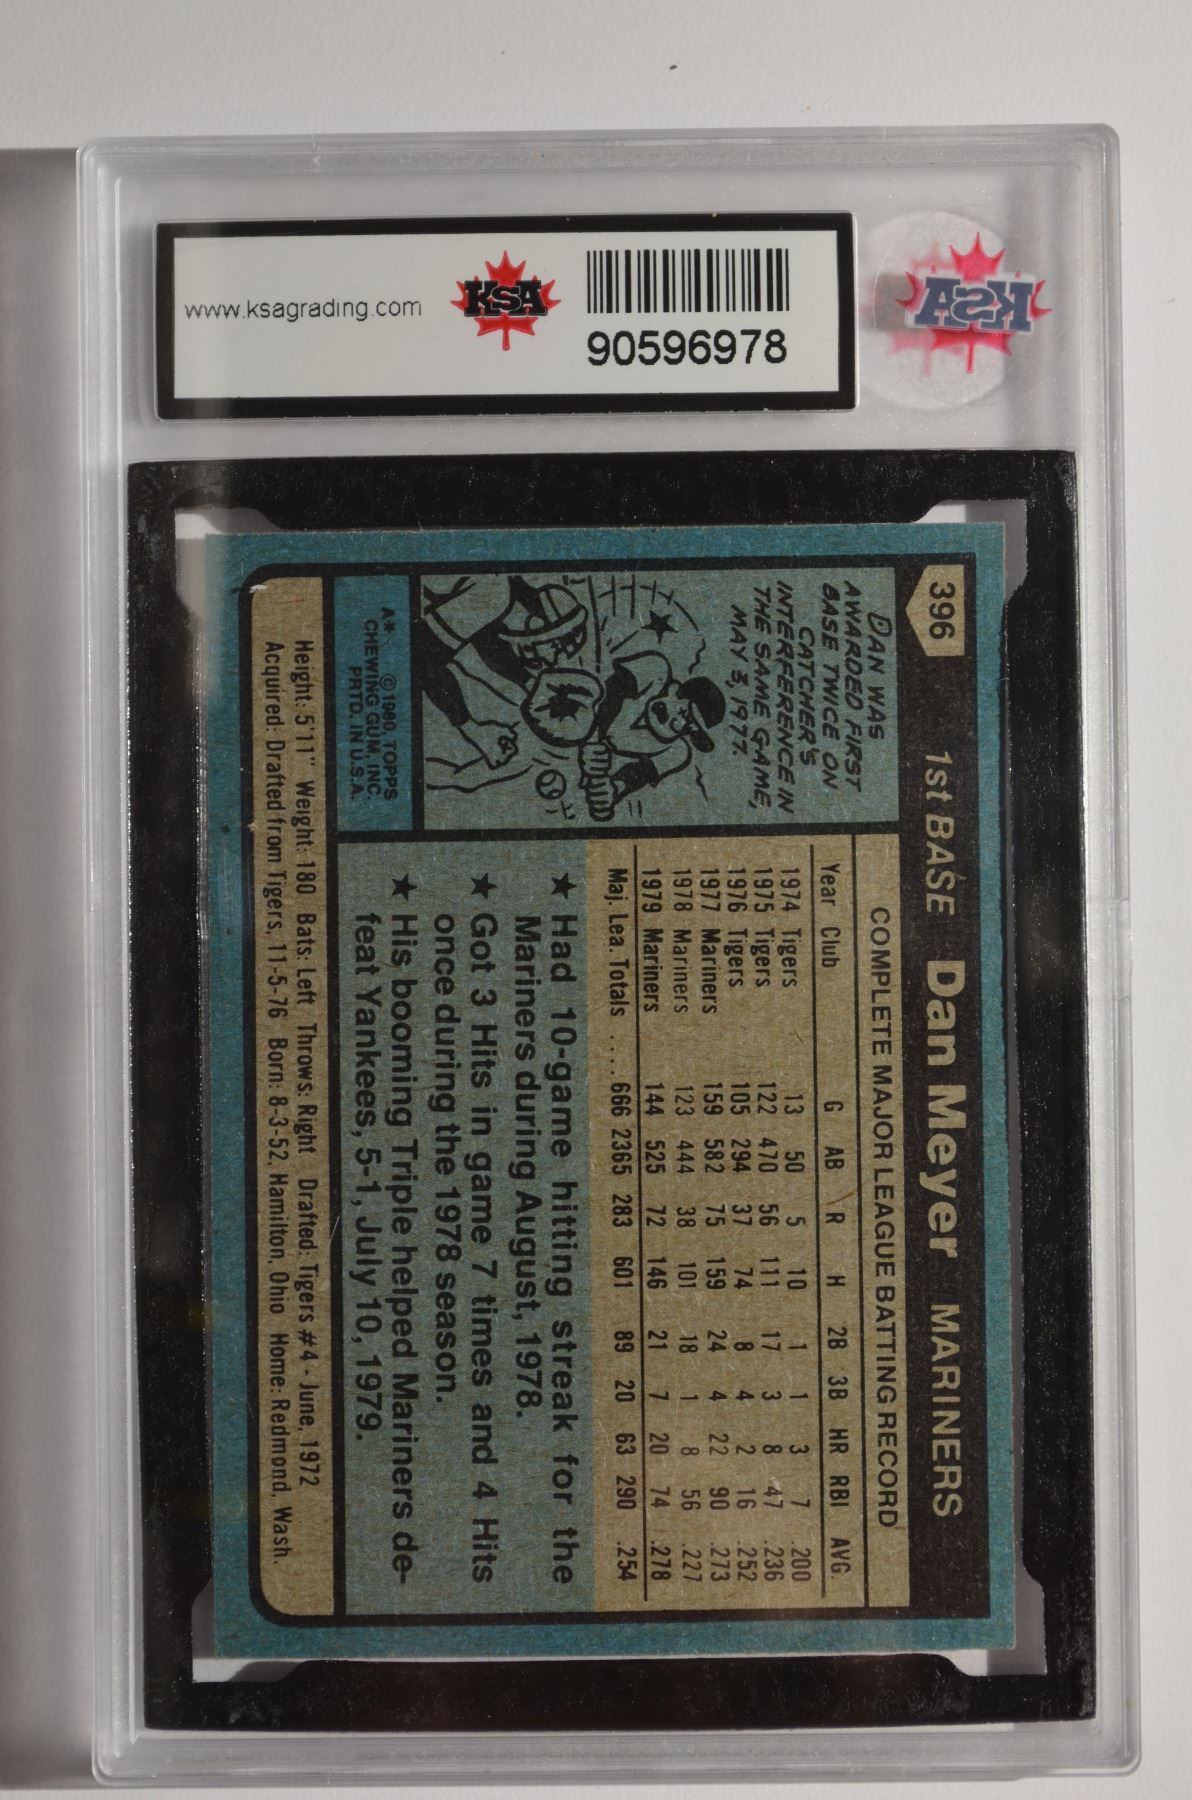 www.ksagrading.com
KSA
90596978
KSA
396
1st BASE Dan Meyer MARINERS
DAN WAS
AWARDED FIRST
BASE TWICE ON
CATCHER'S
INTERFERENCE IN
THE SAME GAME,
MAY 3, 1977.
A* ©1980, TOPPS
CHEWING GUM, INC.
PRTD. IN U.S.A.
COMPLETE MAJOR LEAGUE BATTING RECORD
Year Club G AB R H 2B 3B HR RBI AVG.
1974 Tigers 13 50 5 10 1 1 3 7 .200
1975 Tigers 122 470 56 111 17 3 8 47 .236
1976 Tigers 105 294 37 74 8 4 2 16 .252
1977 Mariners 159 582 75 159 24 4 22 90 .273
1978 Mariners 123 444 38 101 18 1 8 56 .227
1979 Mariners 144 525 72 146 21 7 20 74 .278
Maj. Lea. Totals .... 666 2365 283 601 89 20 63 290 .254
★ Had 10-game hitting streak for the
Mariners during August, 1978.
★ Got 3 Hits in game 7 times and 4 Hits
once during the 1978 season.
★ His booming Triple helped Mariners de-
feat Yankees, 5-1, July 10, 1979.
Height: 5'11" Weight: 180 Bats: Left Throws: Right Drafted: Tigers #4 - June, 1972
Acquired: Drafted from Tigers, 11-5-76 Born: 8-3-52, Hamilton, Ohio Home: Redmond, Wash.